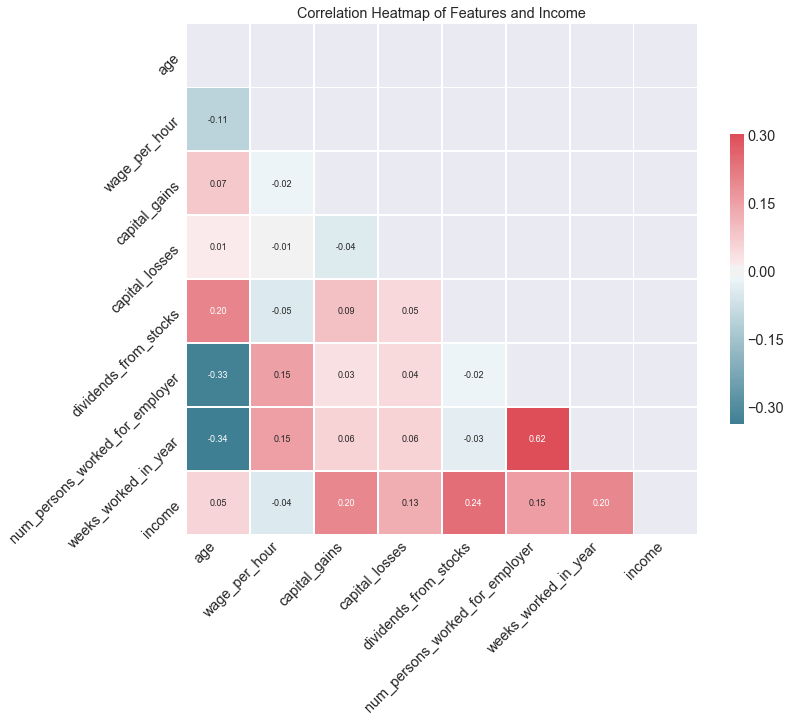 Correlation Heatmap of Features and Income
age
wage_per_hour
-0.11
capital_gains
0.07 -0.02
capital_losses
0.01 -0.01 -0.04
dividends_from_stocks
0.20 -0.05 0.09 0.05
num_persons_worked_for_employer
-0.33 0.15 0.03 0.04 -0.02
weeks_worked_in_year
-0.34 0.15 0.06 0.06 -0.03 0.62
income
0.05 -0.04 0.20 0.13 0.24 0.15 0.20
age
wage_per_hour
capital_gains
capital_losses
dividends_from_stocks
num_persons_worked_for_employer
weeks_worked_in_year
income
0.30
0.15
0.00
−0.15
−0.30